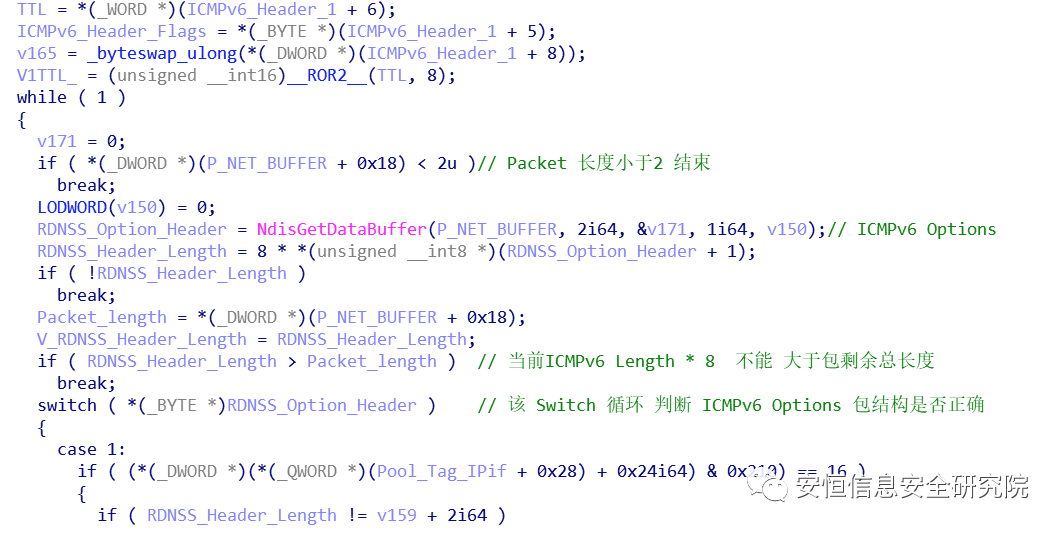 TTL = *(_WORD *)(ICMPv6_Header_1 + 6);
ICMPv6_Header_Flags = *(_BYTE *)(ICMPv6_Header_1 + 5);
v165 = _byteswap_ulong(*(_DWORD *)(ICMPv6_Header_1 + 8));
V1TTL_ = (unsigned __int16)__ROR2__(TTL, 8);
while ( 1 )
{
v171 = 0;
if ( *(_DWORD *)(P_NET_BUFFER + 0x18) < 2u )// Packet 长度小于2 结束
break;
LODWORD(v150) = 0;
RDNSS_Option_Header = NdisGetDataBuffer(P_NET_BUFFER, 2i64, &v171, 1i64, v150);// ICMPv6 Options
RDNSS_Header_Length = 8 * *(unsigned __int8 *)(RDNSS_Option_Header + 1);
if ( !RDNSS_Header_Length )
break;
Packet_length = *(_DWORD *)(P_NET_BUFFER + 0x18);
V_RDNSS_Header_Length = RDNSS_Header_Length;
if ( RDNSS_Header_Length > Packet_length ) // 当前ICMPv6 Length * 8 不能 大于包剩余总长度
break;
switch ( *(_BYTE *)RDNSS_Option_Header ) // 该 Switch 循环 判断 ICMPv6 Options 包结构是否正确
{
case 1:
if ( (*(_DWORD *)(*(_QWORD *)(Pool_Tag_IPif + 0x28) + 0x24i64) & 0x210) == 16 )
{
if ( RDNSS_Header_Length != v159 + 2i64 )
安恒信息安全研究院